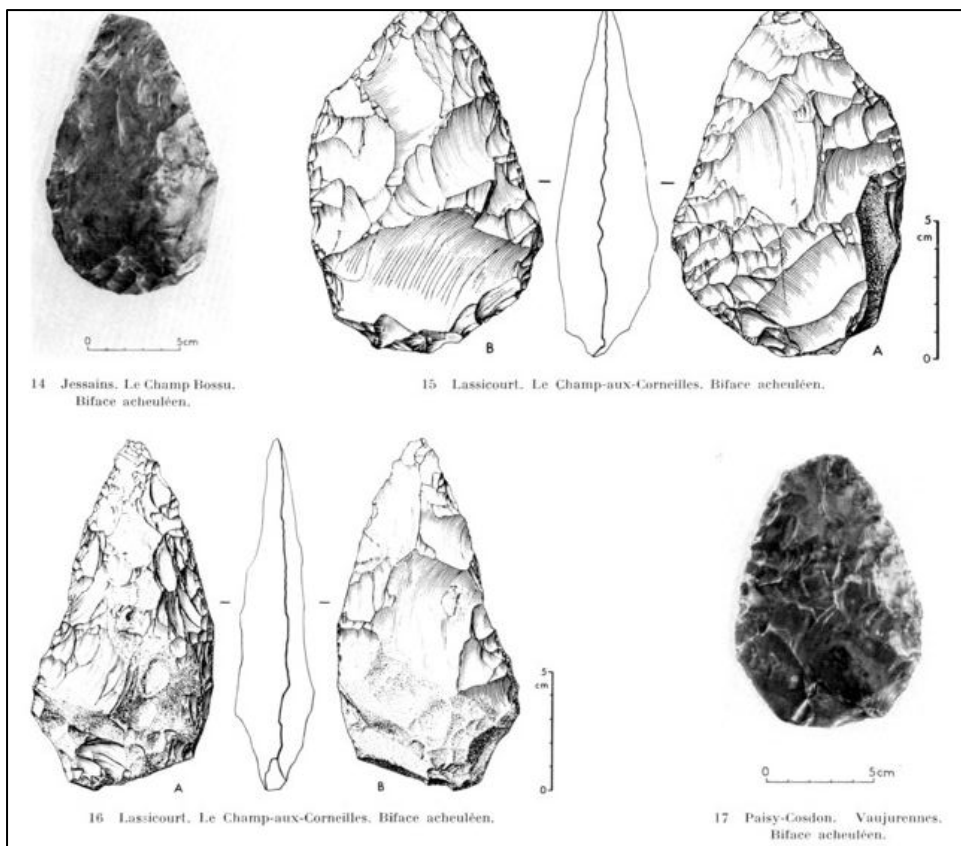 B
A
5
cm
0
0 5cm
14 Jessains. Le Champ Bossu.
Biface acheuléen.
15 Lassicourt. Le Champ-aux-Corneilles. Biface acheuléen.
A
B
5
cm
0
16 Lassicourt. Le Champ-aux-Corneilles. Biface acheuléen.
0 5cm
17 Paisy-Cosdon. Vaujurennes.
Biface acheuléen.